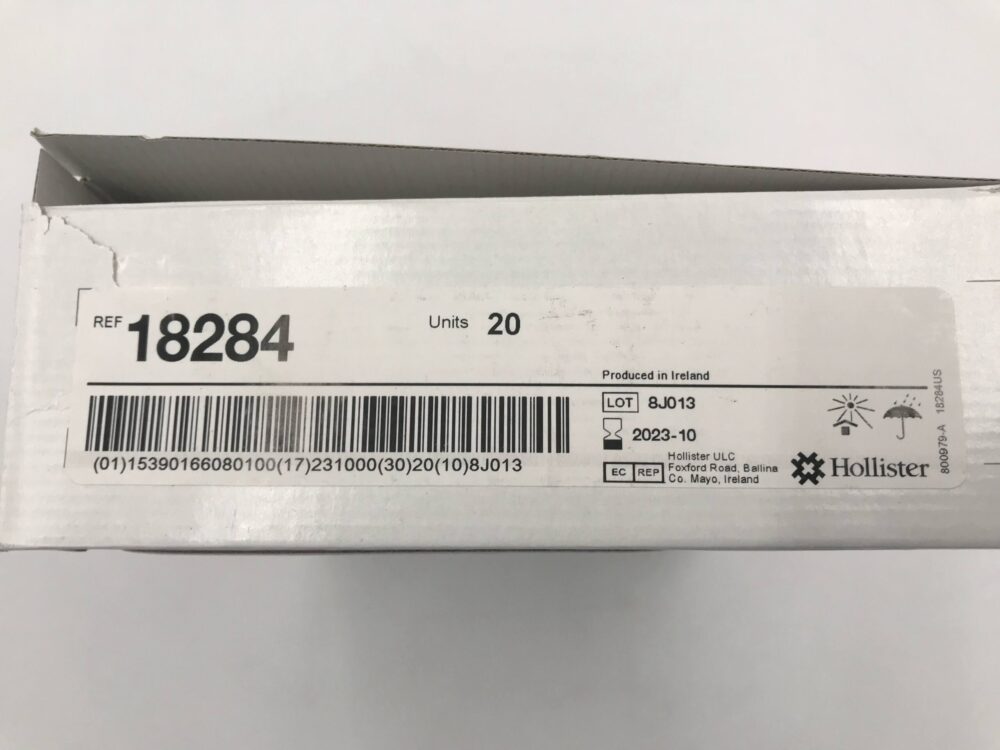 REF 18284
Units 20
Produced in Ireland
LOT 8J013
2023-10
EC REP Hollister ULC
Foxford Road, Ballina
Co. Mayo, Ireland
Hollister
(01)15390166080100(17)231000(30)20(10)8J013
800979-A 18284US